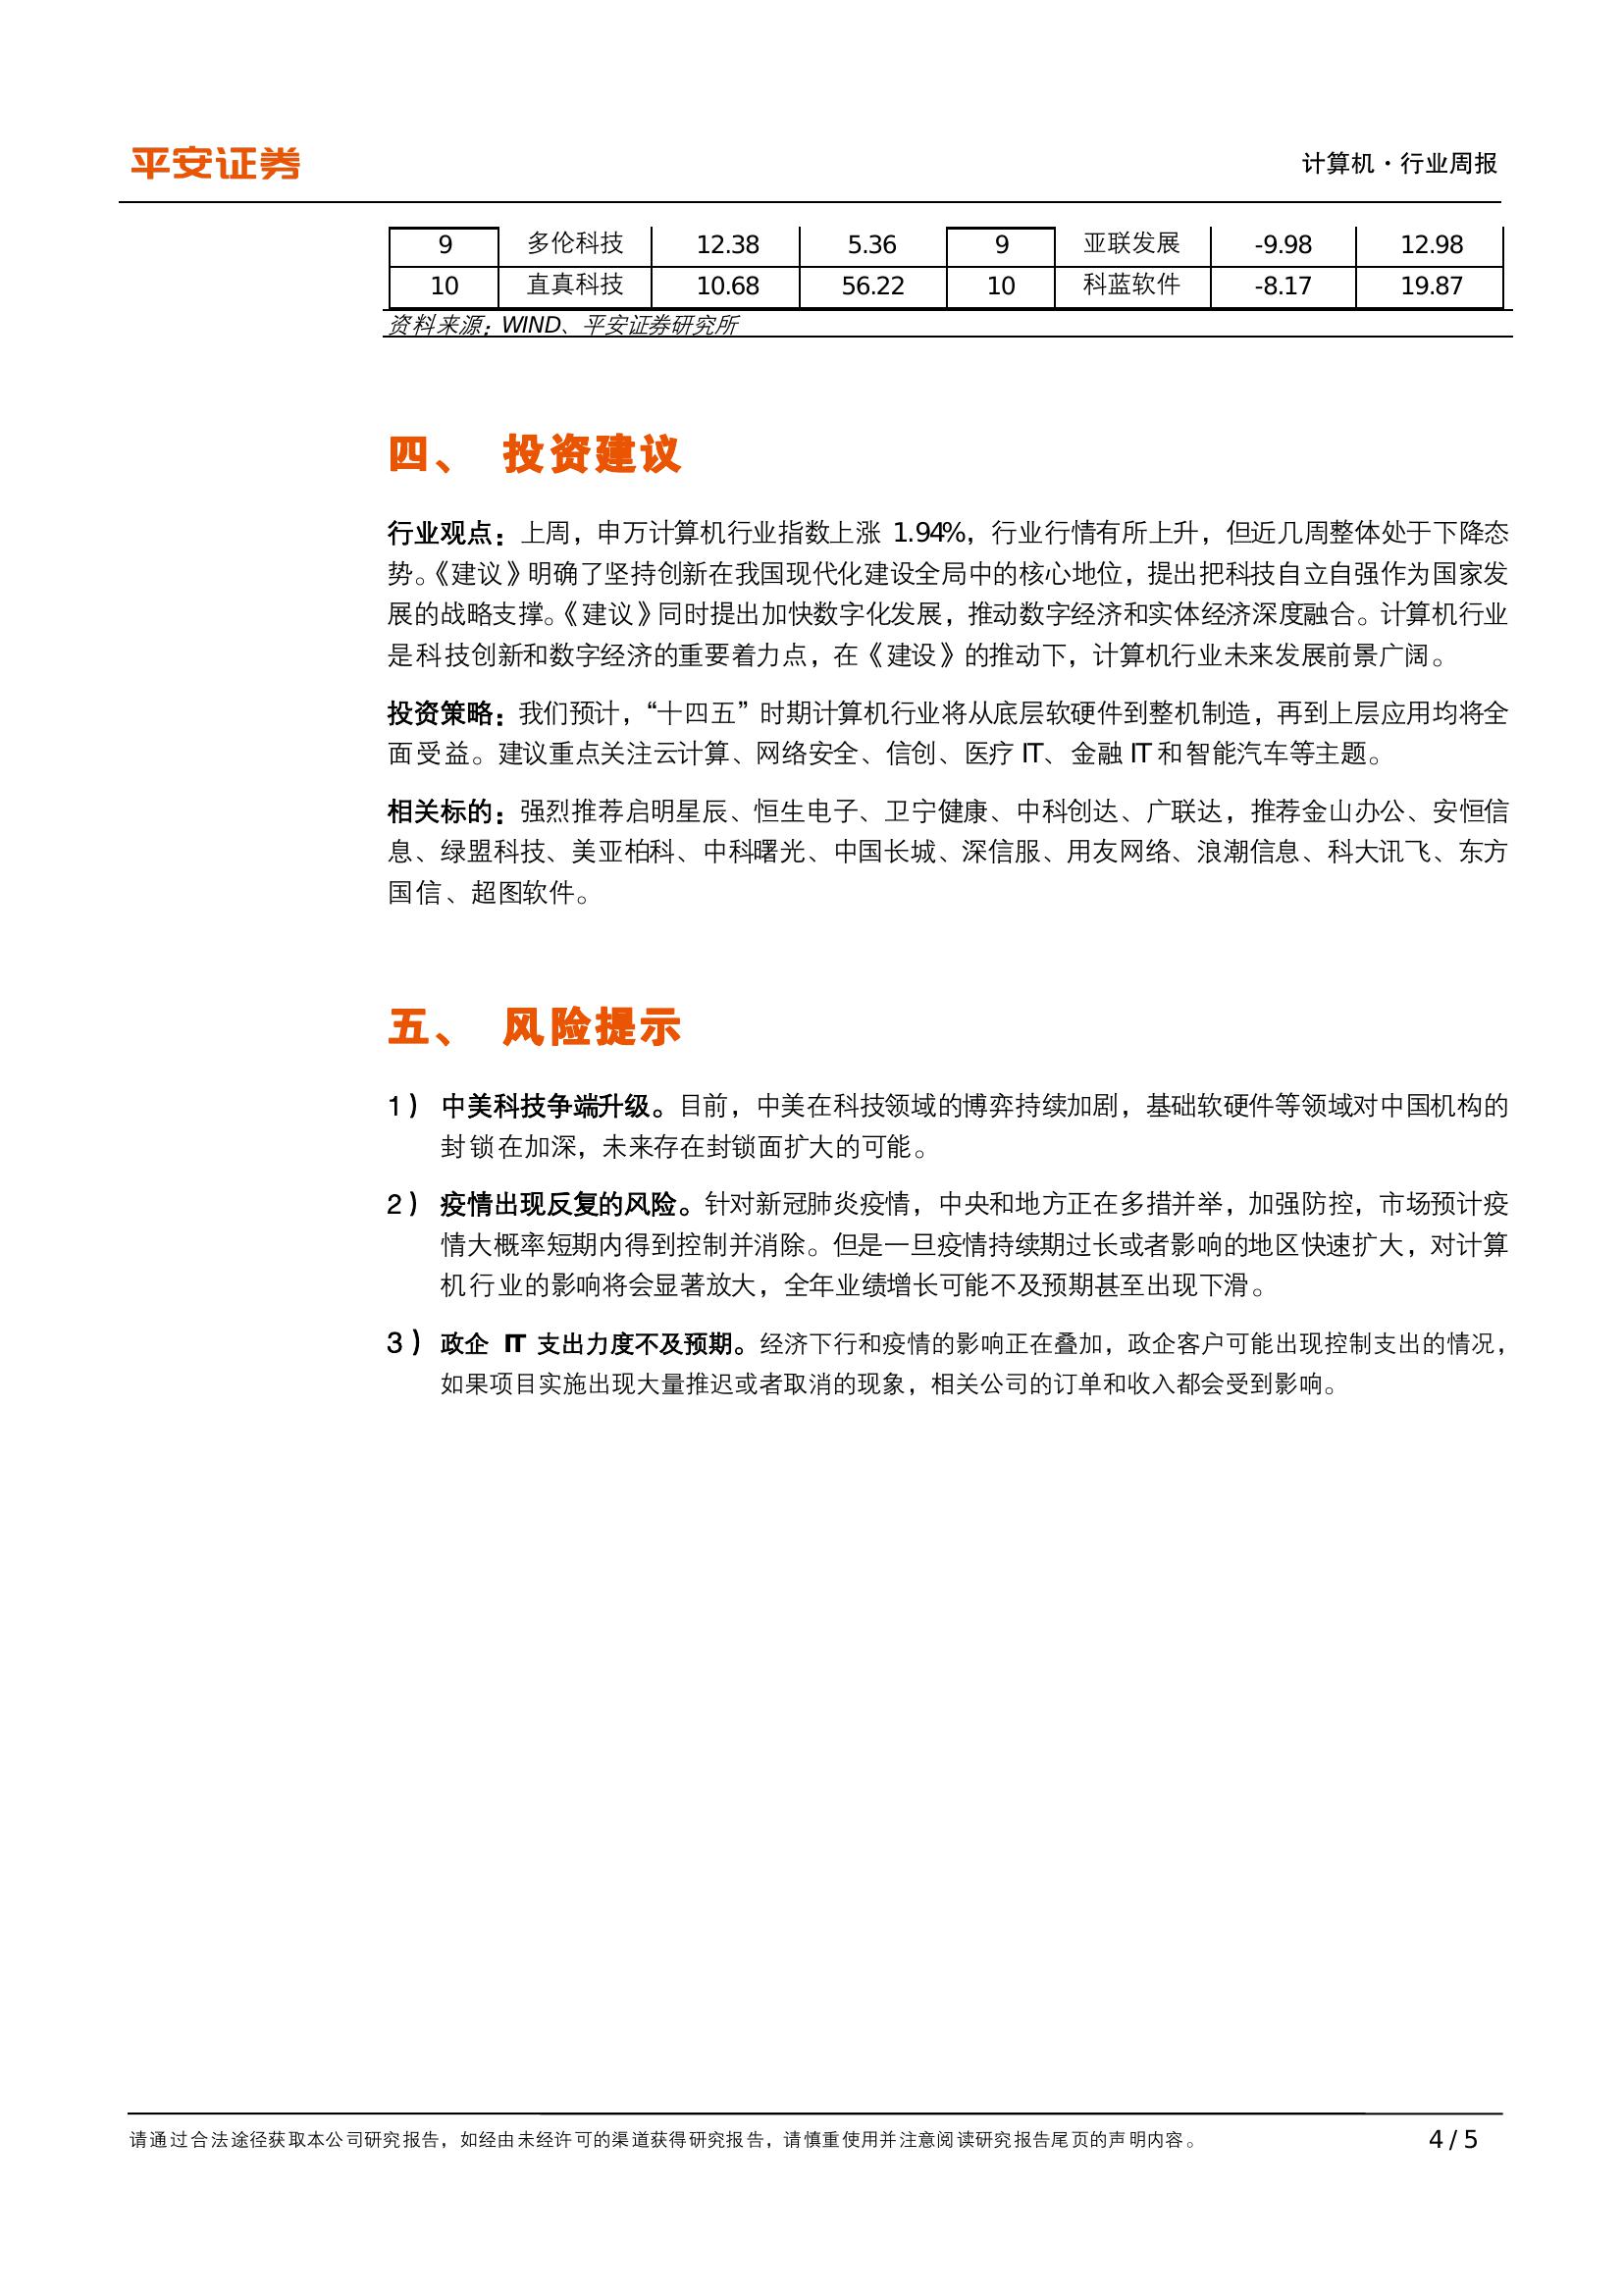 平安证券
计算机·行业周报
9 多伦科技 12.38 5.36 9 亚联发展 -9.98 12.98
10 直真科技 10.68 56.22 10 科蓝软件 -8.17 19.87
资料来源：WIND、平安证券研究所
四、 投资建议
行业观点：上周，申万计算机行业指数上涨 1.94%，行业行情有所上升，但近几周整体处于下降态
势。《建议》明确了坚持创新在我国现代化建设全局中的核心地位，提出把科技自立自强作为国家发
展的战略支撑。《建议》同时提出加快数字化发展，推动数字经济和实体经济深度融合。计算机行业
是科技创新和数字经济的重要着力点，在《建设》的推动下，计算机行业未来发展前景广阔。
投资策略：我们预计，“十四五”时期计算机行业将从底层软硬件到整机制造，再到上层应用均将全
面受益。建议重点关注云计算、网络安全、信创、医疗 IT、金融 IT 和智能汽车等主题。
相关标的：强烈推荐启明星辰、恒生电子、卫宁健康、中科创达、广联达，推荐金山办公、安恒信
息、绿盟科技、美亚柏科、中科曙光、中国长城、深信服、用友网络、浪潮信息、科大讯飞、东方
国信、超图软件。
五、 风险提示
1） 中美科技争端升级。目前，中美在科技领域的博弈持续加剧，基础软硬件等领域对中国机构的
封锁在加深，未来存在封锁面扩大的可能。
2） 疫情出现反复的风险。针对新冠肺炎疫情，中央和地方正在多措并举，加强防控，市场预计疫
情大概率短期内得到控制并消除。但是一旦疫情持续期过长或者影响的地区快速扩大，对计算
机行业的影响将会显著放大，全年业绩增长可能不及预期甚至出现下滑。
3） 政企 IT 支出力度不及预期。经济下行和疫情的影响正在叠加，政企客户可能出现控制支出的情况，
如果项目实施出现大量推迟或者取消的现象，相关公司的订单和收入都会受到影响。
请通过合法途径获取本公司研究报告，如经由未经许可的渠道获得研究报告，请慎重使用并注意阅读研究报告尾页的声明内容。
4 / 5